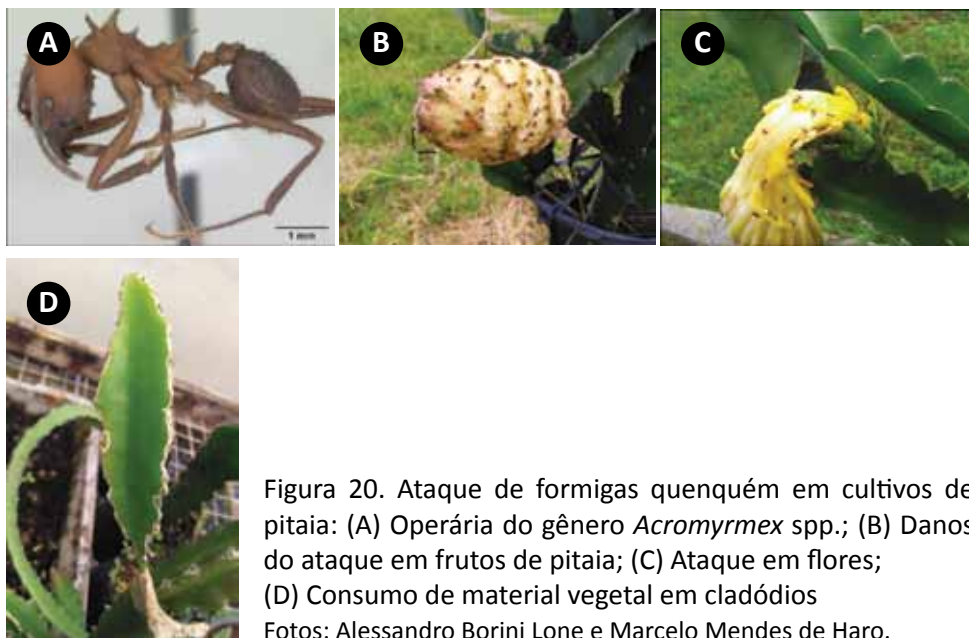 A
B
C
1 mm
D
Figura 20. Ataque de formigas quenquém em cultivos de
pitaia: (A) Operária do gênero Acromyrmex spp.; (B) Danos
do ataque em frutos de pitaia; (C) Ataque em flores;
(D) Consumo de material vegetal em cladódios
Fotos: Alessandro Borini Lone e Marcelo Mendes de Haro.